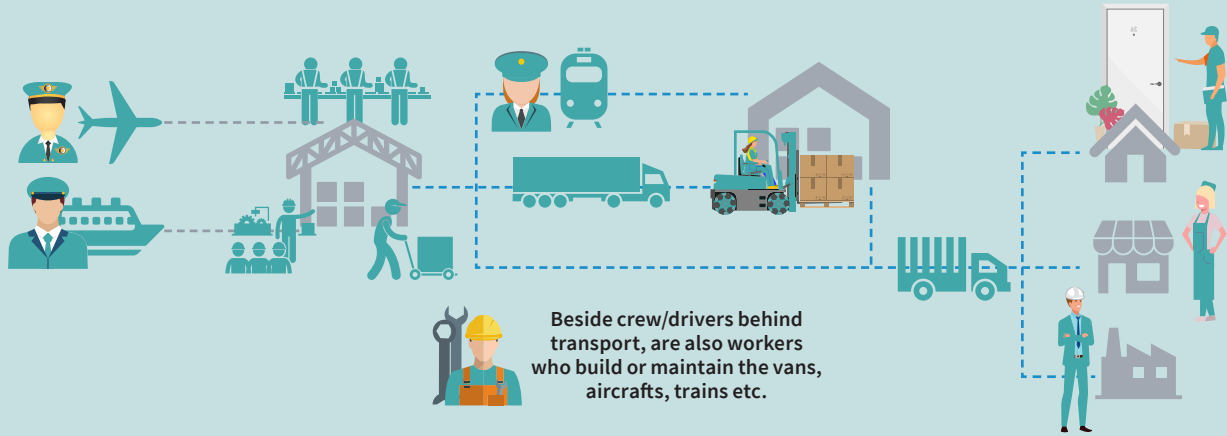 Beside crew/drivers behind
transport, are also workers
who build or maintain the vans,
aircrafts, trains etc.